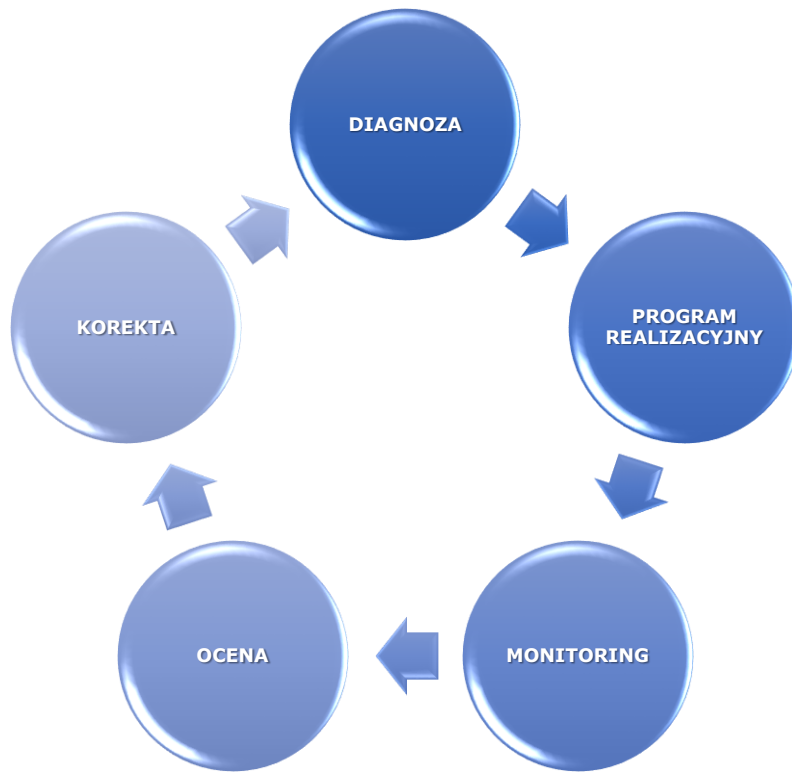 DIAGNOZA
PROGRAM
REALIZACYJNY
MONITORING
OCENA
KOREKTA